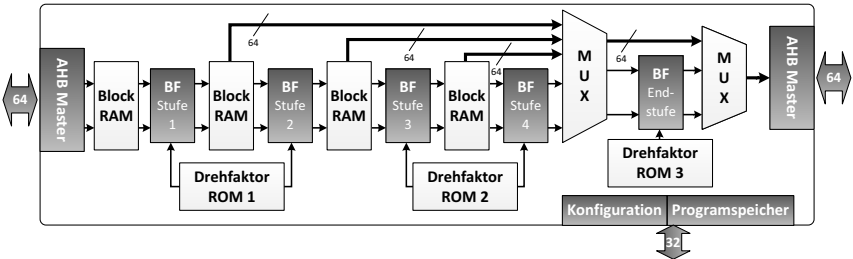 64
AHB Master
Block
RAM
BF
Stufe
1
Block
RAM
BF
Stufe
2
Block
RAM
BF
Stufe
3
Block
RAM
BF
Stufe
4
64
64
64
M
U
X
64
BF
End-
stufe
M
U
X
AHB Master
64
Drehfaktor
ROM 1
Drehfaktor
ROM 2
Drehfaktor
ROM 3
Konfiguration
Programspeicher
32